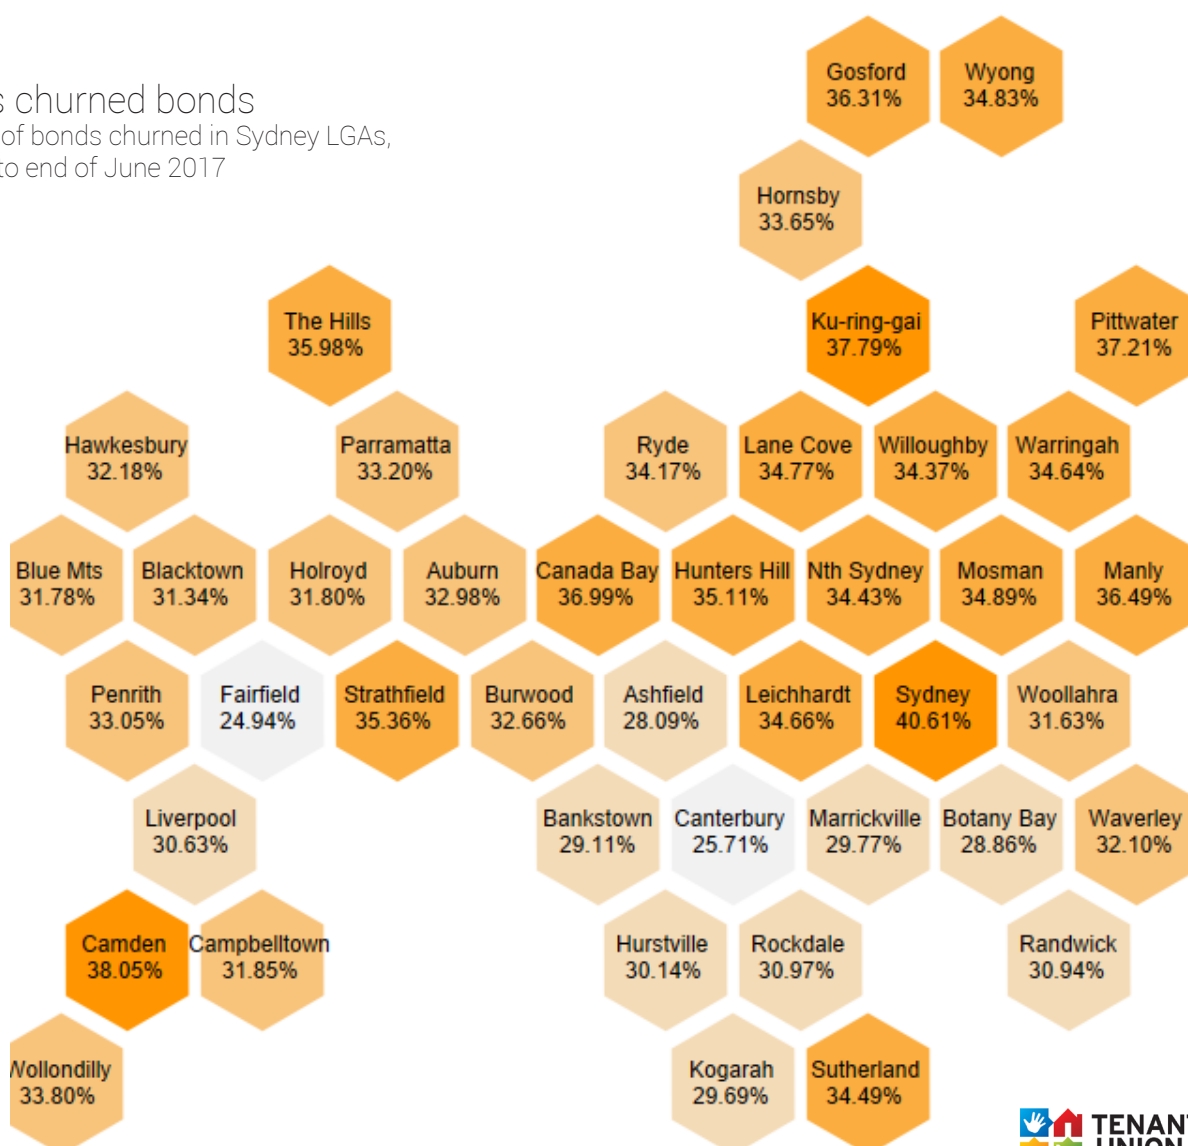 s churned bonds
of bonds churned in Sydney LGAs,
to end of June 2017
Gosford
36.31%
Wyong
34.83%
Hornsby
33.65%
The Hills
35.98%
Ku-ring-gai
37.79%
Pittwater
37.21%
Hawkesbury
32.18%
Parramatta
33.20%
Ryde
34.17%
Lane Cove
34.77%
Willoughby
34.37%
Warringah
34.64%
Blue Mts
31.78%
Blacktown
31.34%
Holroyd
31.80%
Auburn
32.98%
Canada Bay
36.99%
Hunters Hill
35.11%
Nth Sydney
34.43%
Mosman
34.89%
Manly
36.49%
Penrith
33.05%
Fairfield
24.94%
Strathfield
35.36%
Burwood
32.66%
Ashfield
28.09%
Leichhardt
34.66%
Sydney
40.61%
Woollahra
31.63%
Liverpool
30.63%
Bankstown
29.11%
Canterbury
25.71%
Marrickville
29.77%
Botany Bay
28.86%
Waverley
32.10%
Camden
38.05%
Campbelltown
31.85%
Hurstville
30.14%
Rockdale
30.97%
Randwick
30.94%
Wollondilly
33.80%
Kogarah
29.69%
Sutherland
34.49%
TENANT
UNION